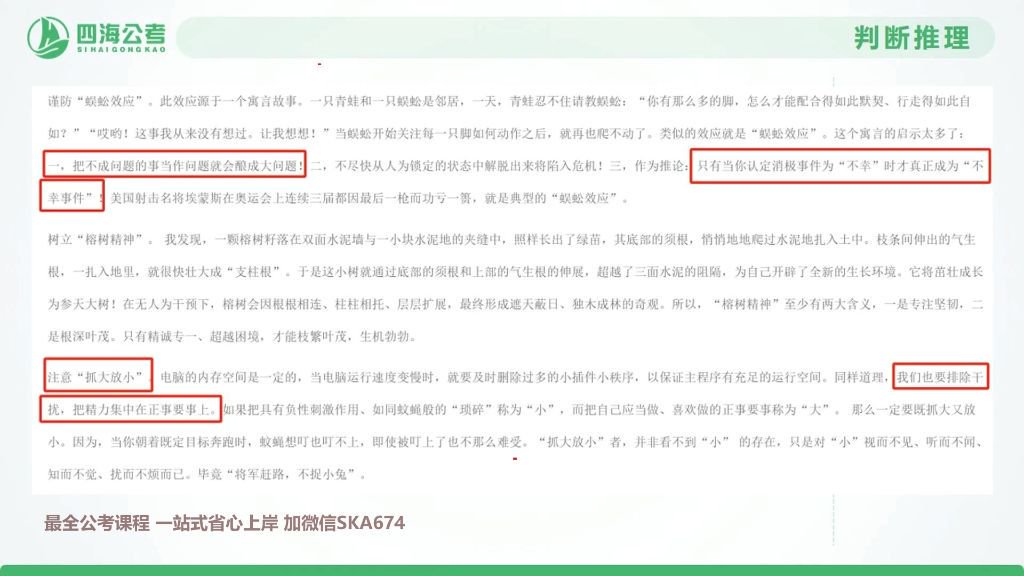 四海公考
SIHAIGONGKAO
判断推理
谨防“蜈蚣效应”。此效应源于一个寓言故事。一只青蛙和一只蜈蚣是邻居，一天，青蛙忍不住请教蜈蚣：“你有那么多的脚，怎么才能配合得如此默契、行走得如此自
如？”“哎哟！这事我从来没有想过。让我想想！”当蜈蚣开始关注每一只脚如何动作之后，就再也爬不动了。类似的效应就是“蜈蚣效应”。这个寓言的启示太多了：
一，把不成问题的事当作问题就会酿成大问题！二，不尽快从人为锁定的状态中解脱出来将陷入危机！三，作为推论：只有当你认定消极事件为“不幸”时才真正成为“不
幸事件”！美国射击名将埃蒙斯在奥运会上连续三届都因最后一枪而功亏一篑，就是典型的“蜈蚣效应”。
树立“榕树精神”。 我发现，一颗榕树籽落在双面水泥墙与一小块水泥地的夹缝中，照样长出了绿苗，其底部的须根，悄悄地地爬过水泥地扎入土中。枝条间伸出的气生
根，一扎入地里，就很快壮大成“支柱根”。于是这小树就通过底部的须根和上部的气生根的伸展，超越了三面水泥的阻隔，为自己开辟了全新的生长环境。它将茁壮成长
为参天大树！在无人为干预下，榕树会因根根相连、柱柱相托、层层扩展，最终形成遮天蔽日、独木成林的奇观。所以，“榕树精神”至少有两大含义，一是专注坚韧，二
是根深叶茂。只有精诚专一、超越困境，才能枝繁叶茂，生机勃勃。
注意“抓大放小”。电脑的内存空间是一定的，当电脑运行速度变慢时，就要及时删除过多的小插件小秩序，以保证主程序有充足的运行空间。同样道理，我们也要排除干
扰，把精力集中在正事要事上。如果把具有负性刺激作用、如同蚊蝇般的“琐碎”称为“小”，而把自己应当做、喜欢做的正事要事称为“大”。 那么一定要既抓大又放
小。因为，当你朝着既定目标奔跑时，蚊蝇想叮也叮不上，即使被叮上了也不那么难受。“抓大放小”者，并非看不到“小” 的存在，只是对“小”视而不见、听而不闻、
知而不觉、扰而不烦而已。毕竟“将军赶路，不捉小兔”。
最全公考课程 一站式省心上岸 加微信SKA674